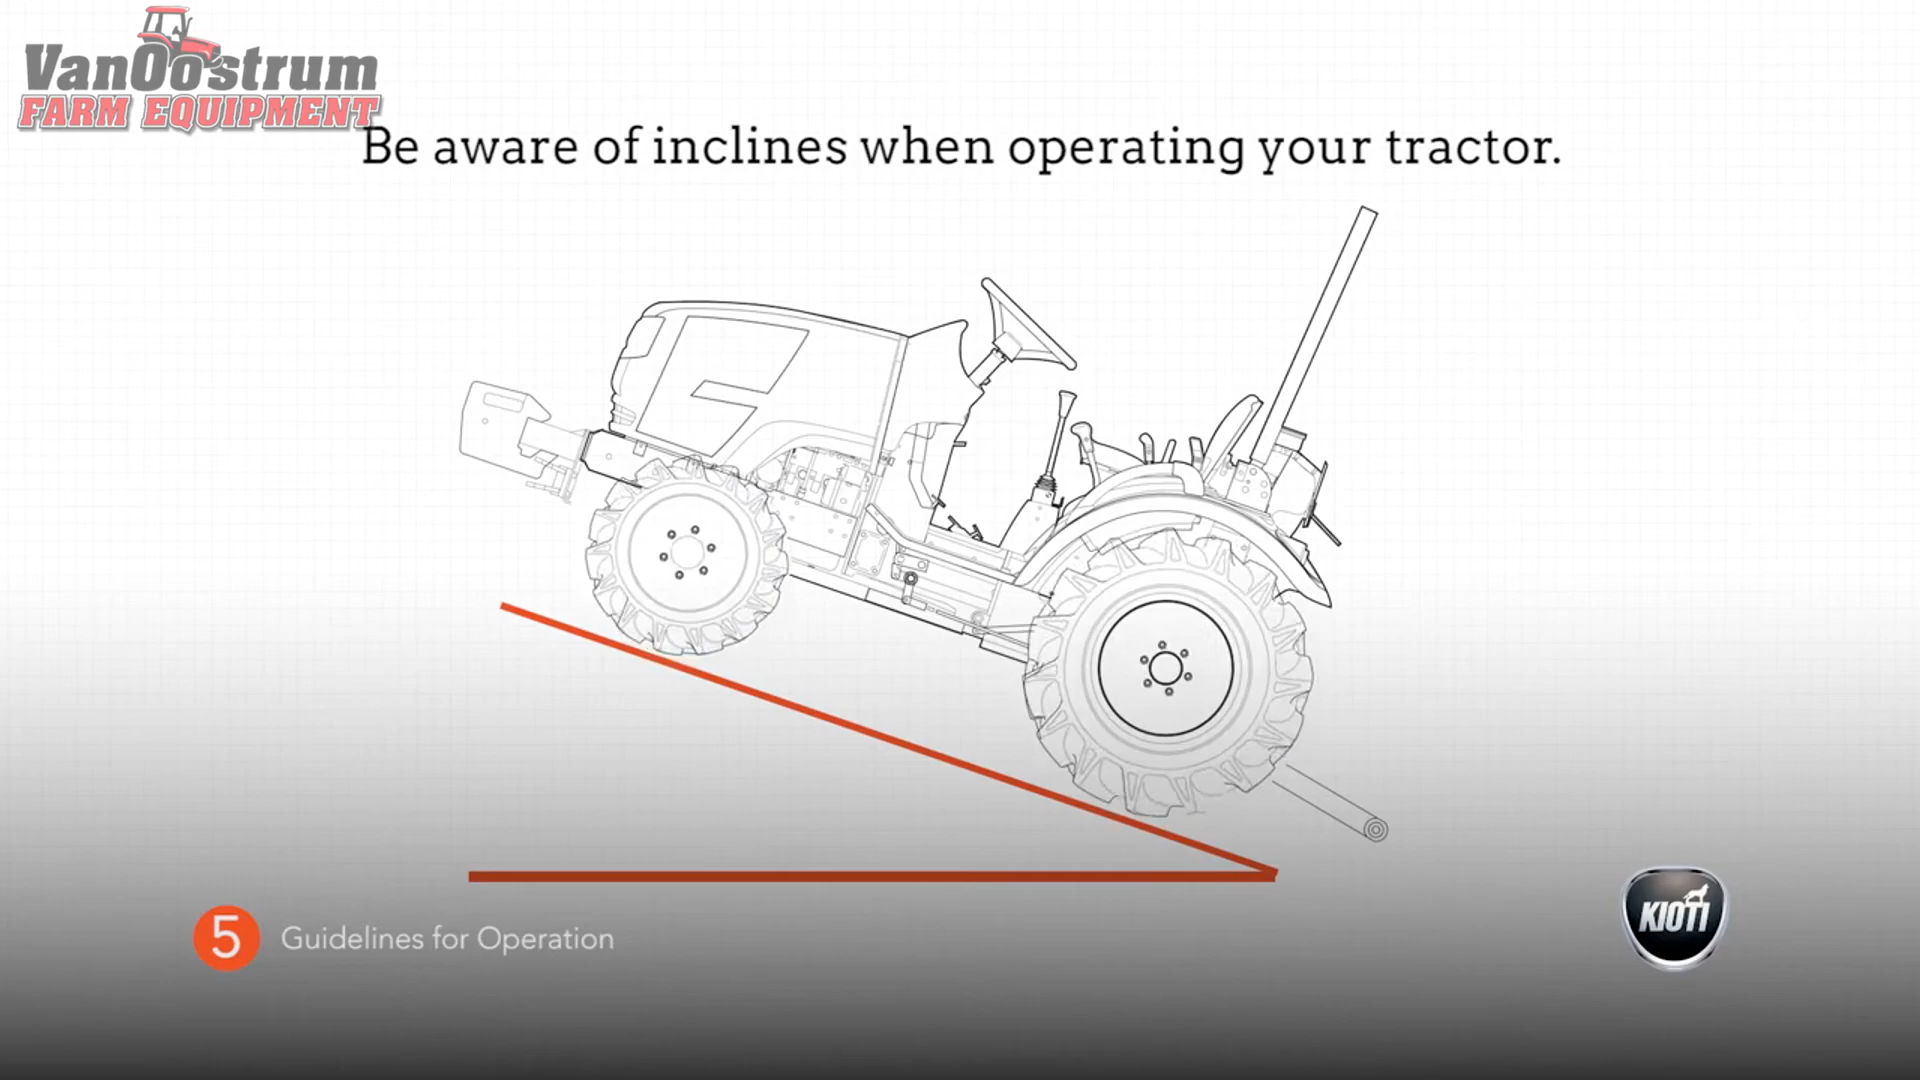 VanOostrum
FARM EQUIPMENT
Be aware of inclines when operating your tractor.
5 Guidelines for Operation
KIOTI